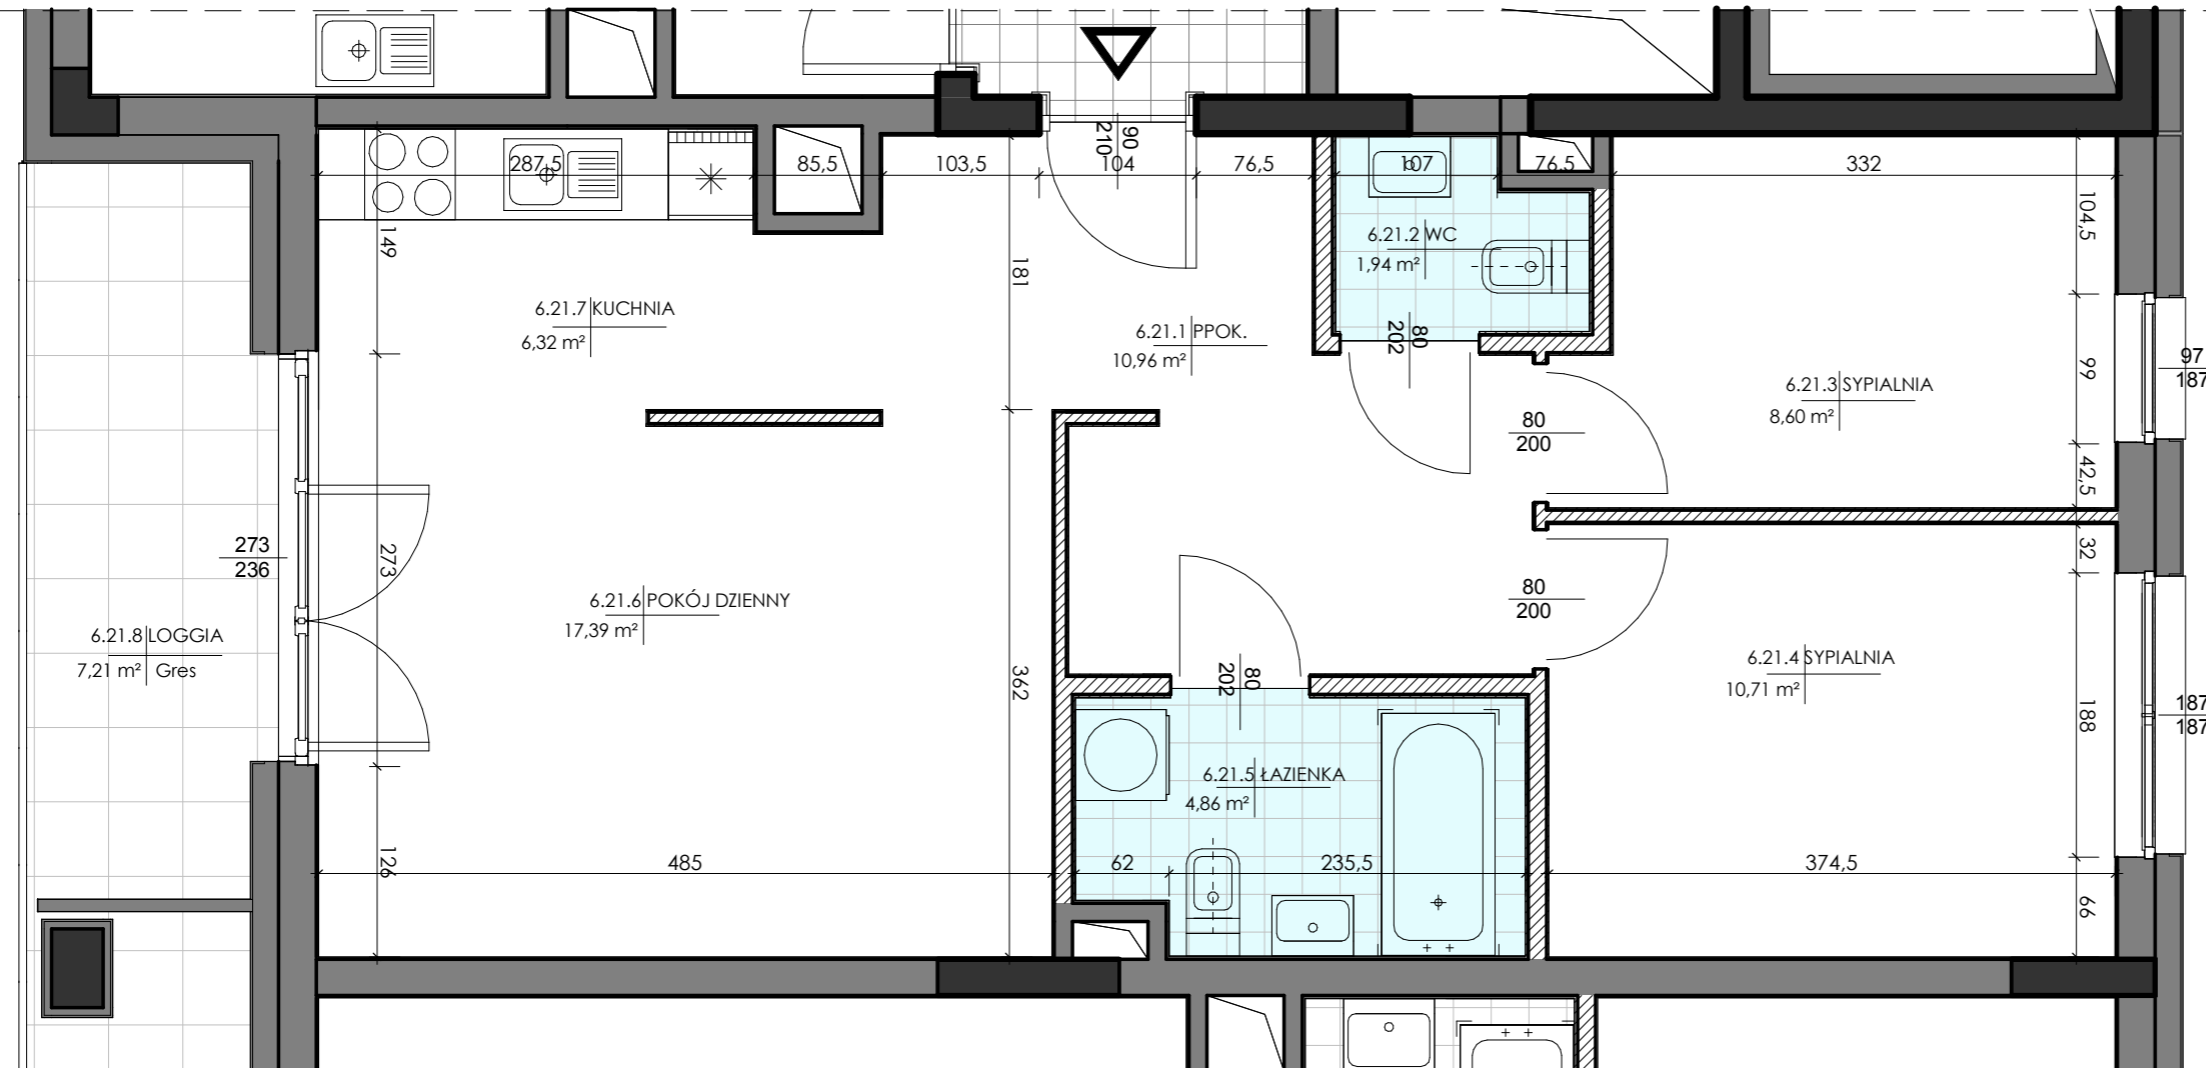 90
210
287,5
85,5
103,5
104
76,5
107
76,5
332
149
181
104,5
6.21.2 WC
1,94 m²
6.21.7 KUCHNIA
6,32 m²
6.21.1 PPOK.
10,96 m²
80
202
99
97
187
6.21.3 SYPIALNIA
8,60 m²
80
200
42,5
273
236
273
32
80
200
6.21.6 POKÓJ DZIENNY
17,39 m²
6.21.8 LOGGIA
7,21 m² Gres
362
80
202
6.21.4 SYPIALNIA
10,71 m²
188
187
187
6.21.5 ŁAZIENKA
4,86 m²
126
485
62
235,5
374,5
66